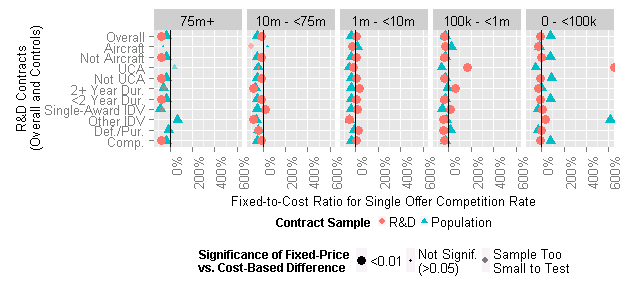 75m+
10m - <75m
1m - <10m
100k - <1m
0 - <100k
R&D Contracts
(Overall and Controls)
Overall
Aircraft
Not Aircraft
UCA
Not UCA
2+ Year Dur.
<2 Year Dur.
Single-Award IDV
Other IDV
Def./Pur.
Comp.
0% 200% 400% 600% 0% 200% 400% 600% 0% 200% 400% 600% 0% 200% 400% 600% 0% 200% 400% 600%
Fixed-to-Cost Ratio for Single Offer Competition Rate
Contract Sample R&D Population
Significance of Fixed-Price
vs. Cost-Based Difference
<0.01
Not Signif.
(>0.05)
Sample Too
Small to Test